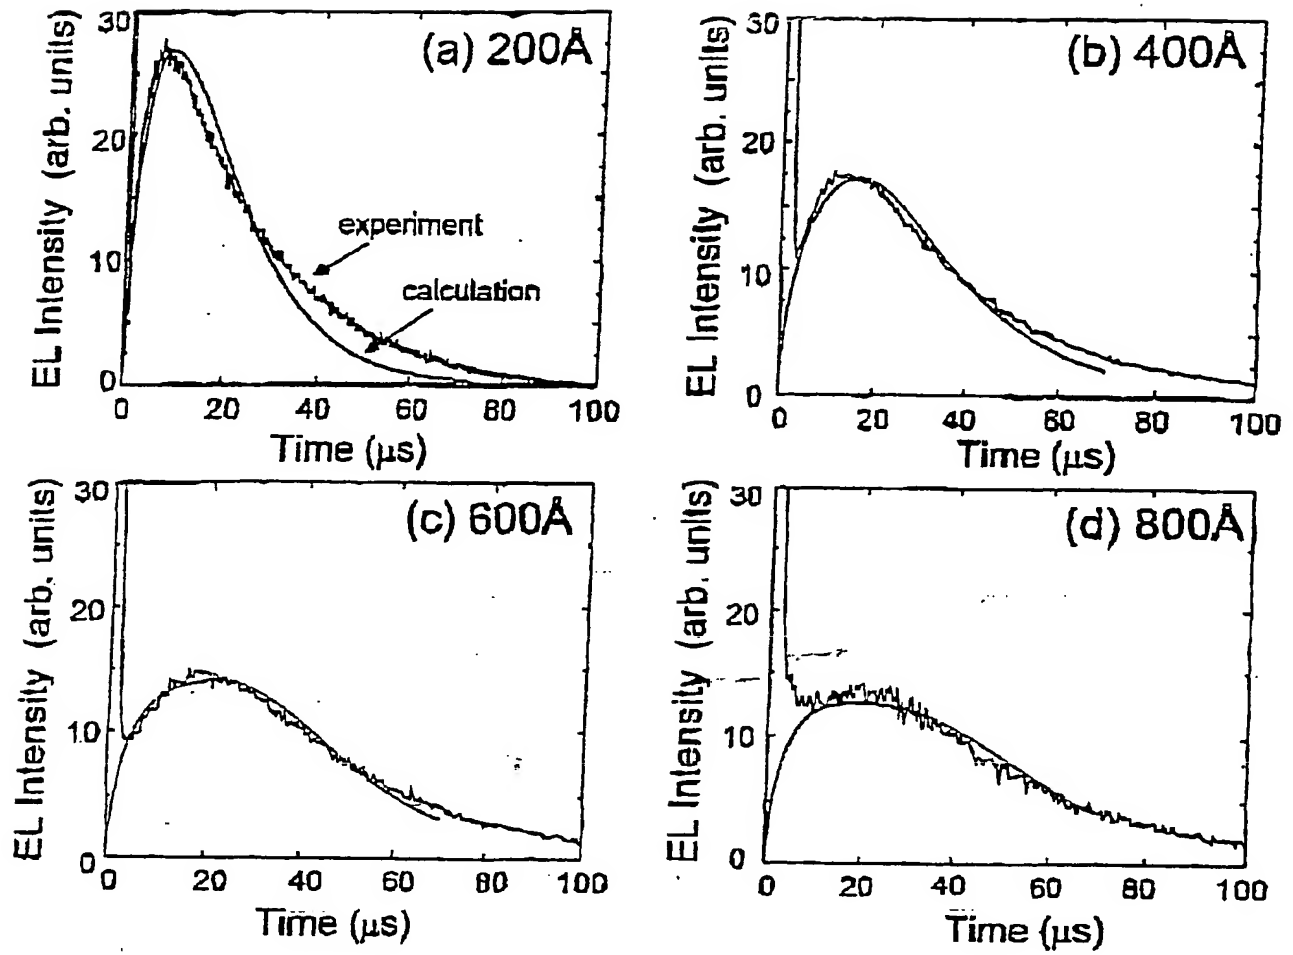 (a) 200Å
EL Intensity (arb. units)
30
20
10
0
experiment
calculation
0 20 40 60 80 100
Time (μs)
(b) 400Å
EL Intensity (arb. units)
30
20
10
0
0 20 40 60 80 100
Time (μs)
(c) 600Å
EL Intensity (arb. units)
30
20
10
0
0 20 40 60 80 100
Time (μs)
(d) 800Å
EL Intensity (arb. units)
30
20
10
0
0 20 40 60 80 100
Time (μs)